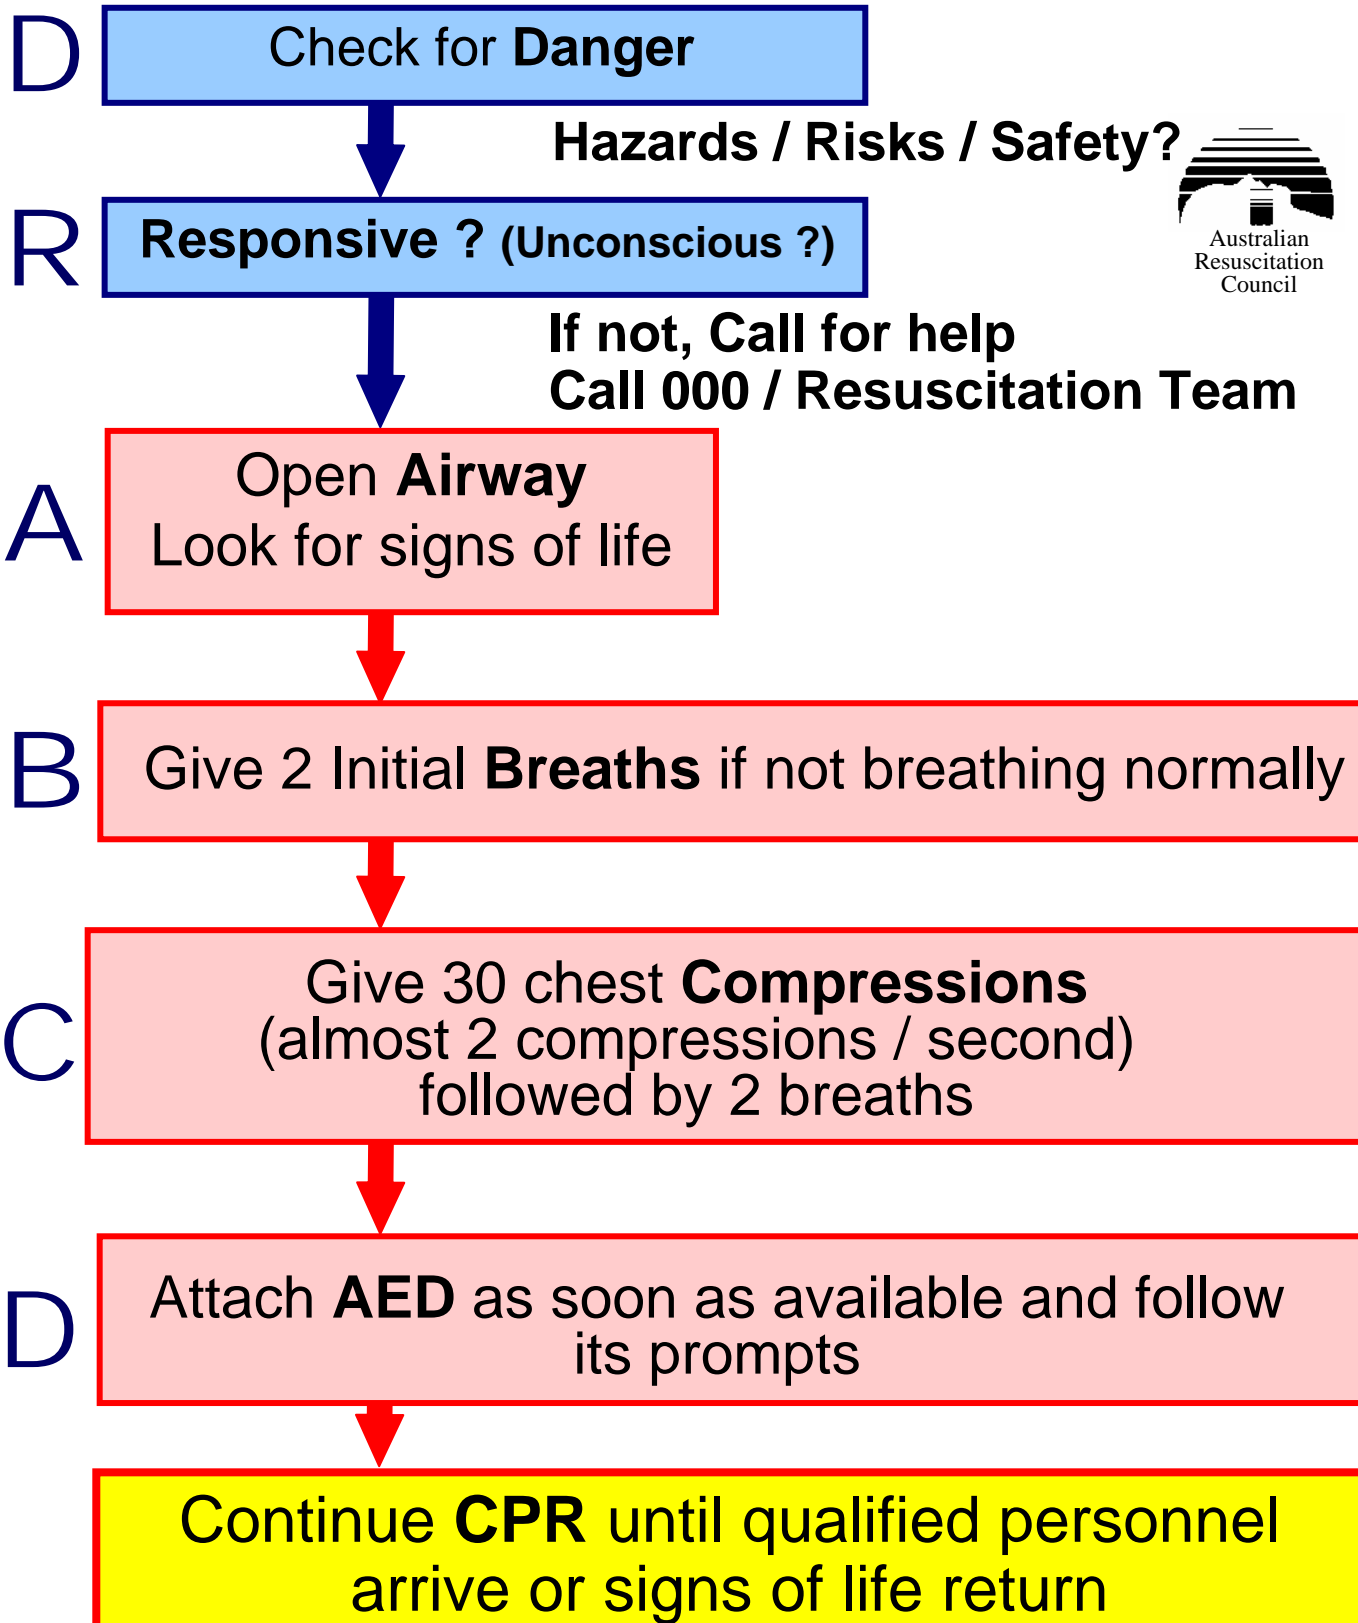 D
Check for Danger
Hazards / Risks / Safety?
R
Responsive ? (Unconscious ?)
Australian
Resuscitation
Council
If not, Call for help
Call 000 / Resuscitation Team
A
Open Airway
Look for signs of life
B
Give 2 Initial Breaths if not breathing normally
C
Give 30 chest Compressions
(almost 2 compressions / second)
followed by 2 breaths
D
Attach AED as soon as available and follow
its prompts
Continue CPR until qualified personnel
arrive or signs of life return